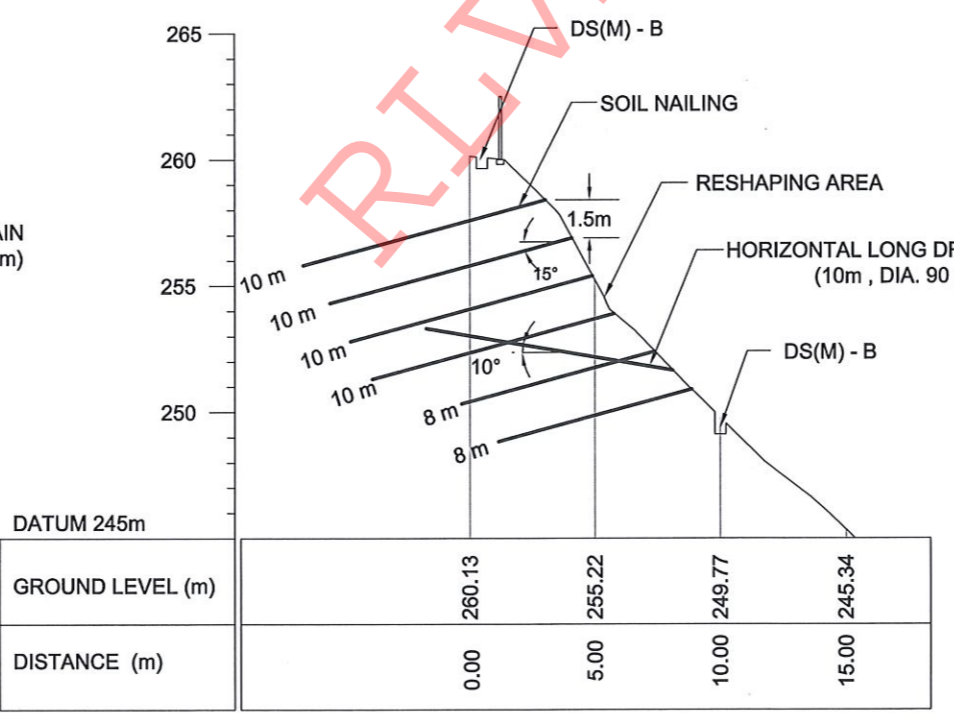 265
DS(M) - B
SOIL NAILING
260
RESHAPING AREA
1.5m
HORIZONTAL LONG
(10m , DIA. 90
m)
15°
10 m
255
10 m
10 m
DS(M) - B
10°
10 m
250
8 m
8 m
DATUM 245m
GROUND LEVEL (m) 260.13 255.22 249.77 245.34
DISTANCE (m) 0.00 5.00 10.00 15.00
RLV